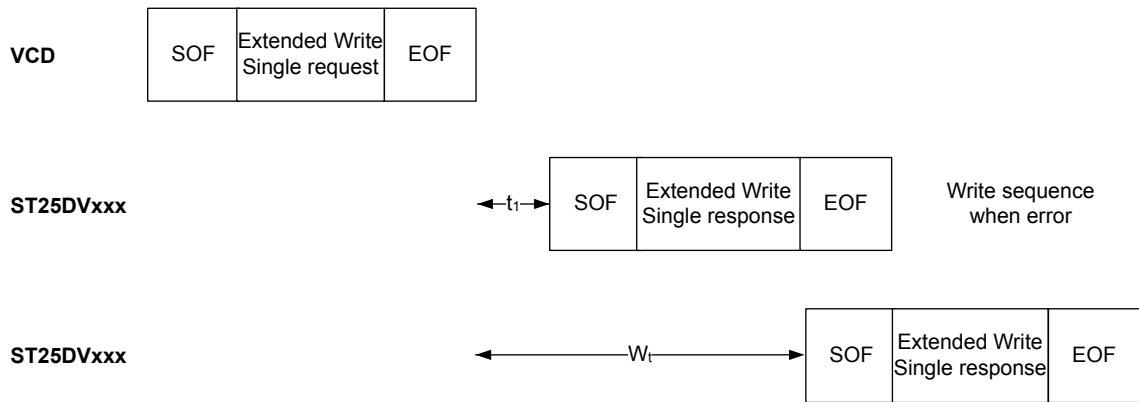 VCD
SOF
Extended Write
Single request
EOF
ST25DVxxx
t₁
SOF
Extended Write
Single response
EOF
Write sequence
when error
ST25DVxxx
Wₜ
SOF
Extended Write
Single response
EOF